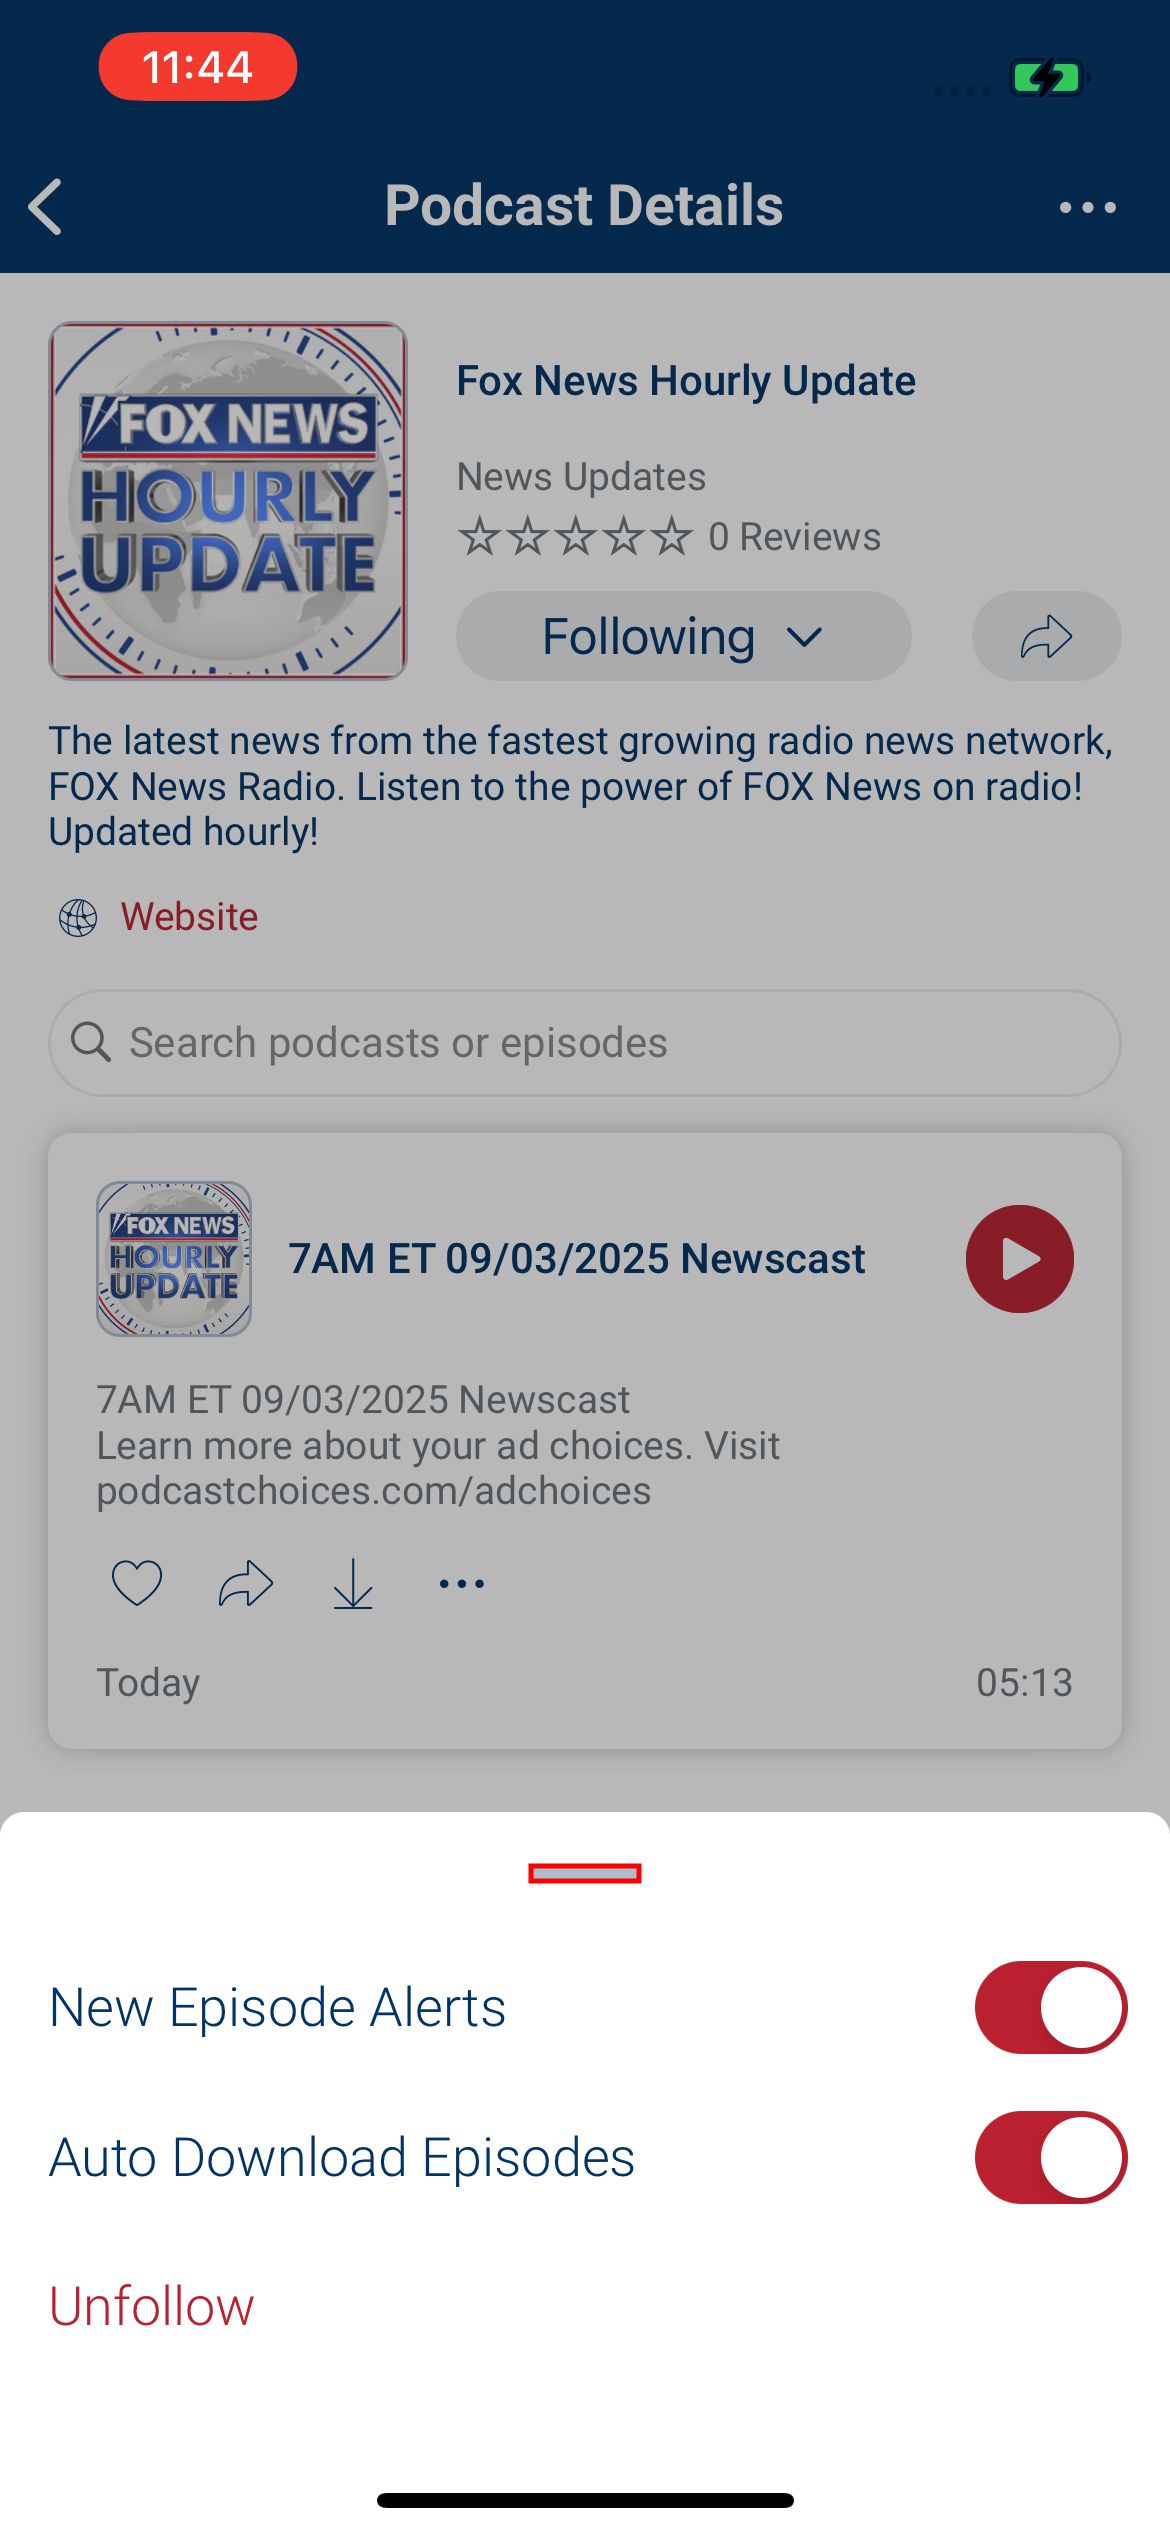 11:44
Podcast Details
FOX NEWS
HOURLY
UPDATE
Fox News Hourly Update
News Updates
0 Reviews
Following
The latest news from the fastest growing radio news network,
FOX News Radio. Listen to the power of FOX News on radio!
Updated hourly!
Website
Search podcasts or episodes
FOX NEWS
HOURLY
UPDATE
7AM ET 09/03/2025 Newscast
7AM ET 09/03/2025 Newscast
Learn more about your ad choices. Visit
podcastchoices.com/adchoices
Today
05:13
New Episode Alerts
Auto Download Episodes
Unfollow